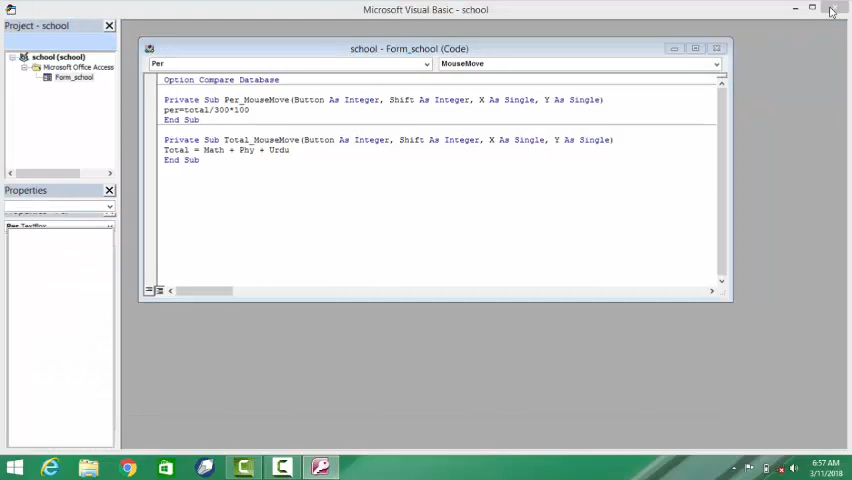 Microsoft Visual Basic - school
Project - school
school (school)
Microsoft Office Access
Form_school
Properties
Per TextBox
school - Form_school (Code)
Per
MouseMove
Option Compare Database
Private Sub Per_MouseMove(Button As Integer, Shift As Integer, X As Single, Y As Single)
per=total/300*100
End Sub
Private Sub Total_MouseMove(Button As Integer, Shift As Integer, X As Single, Y As Single)
Total = Math + Phy + Urdu
End Sub
6:57 AM
3/11/2018